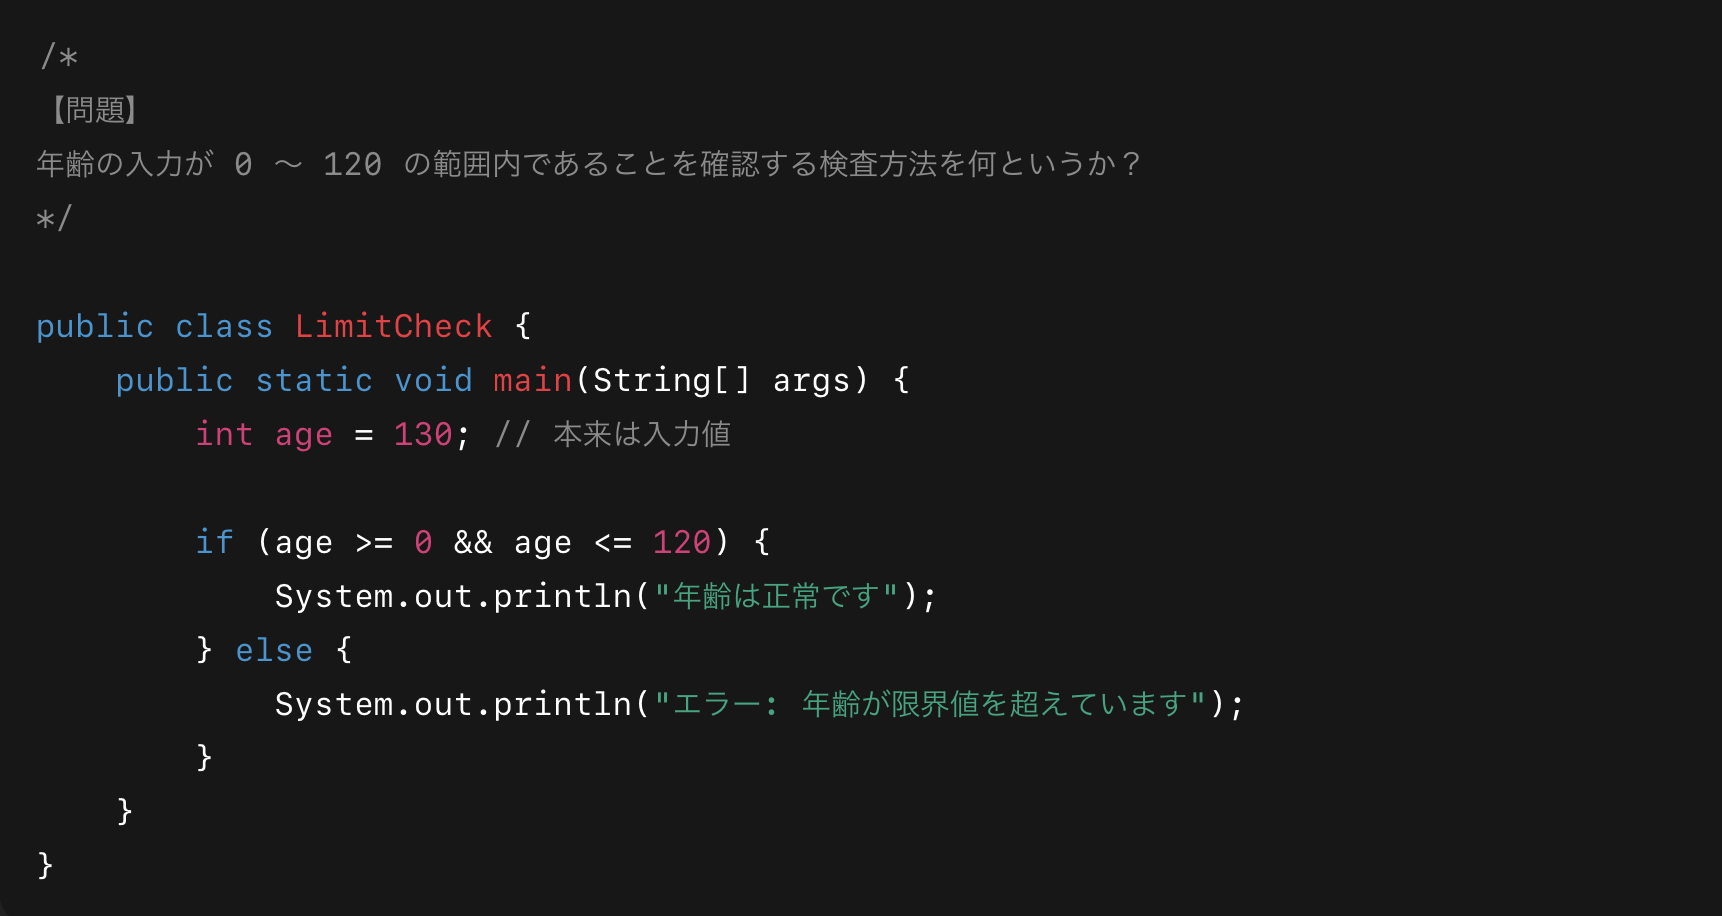 /*
【問題】
年齢の入力が 0 〜 120 の範囲内であることを確認する検査方法を何というか？
*/

public class LimitCheck {
    public static void main(String[] args) {
        int age = 130; // 本来は入力値

        if (age >= 0 && age <= 120) {
            System.out.println("年齢は正常です");
        } else {
            System.out.println("エラー: 年齢が限界値を超えています");
        }
    }
}